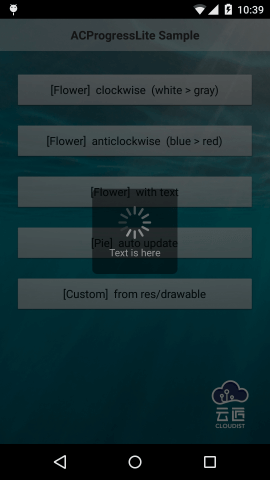 10:39
ACProgressLite Sample
[Flower] clockwise (white > gray)
[Flower] anticlockwise (blue > red)
[Flower] with text
[Pie] auto update
Text is here
[Custom] from res/drawable
云匠
CLOUDIST